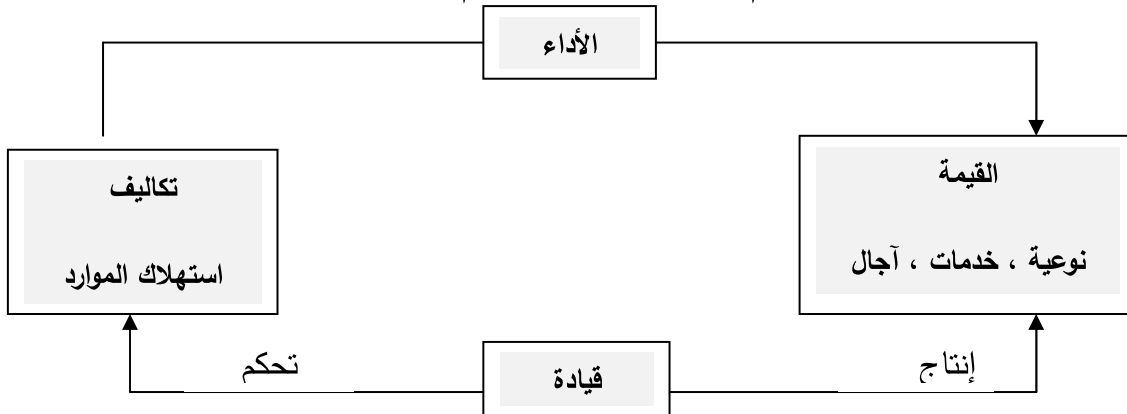 الأداء
القيمة
نوعية ، خدمات ، آجال
تكاليف
استهلاك الموارد
إنتاج
تحكم
قيادة